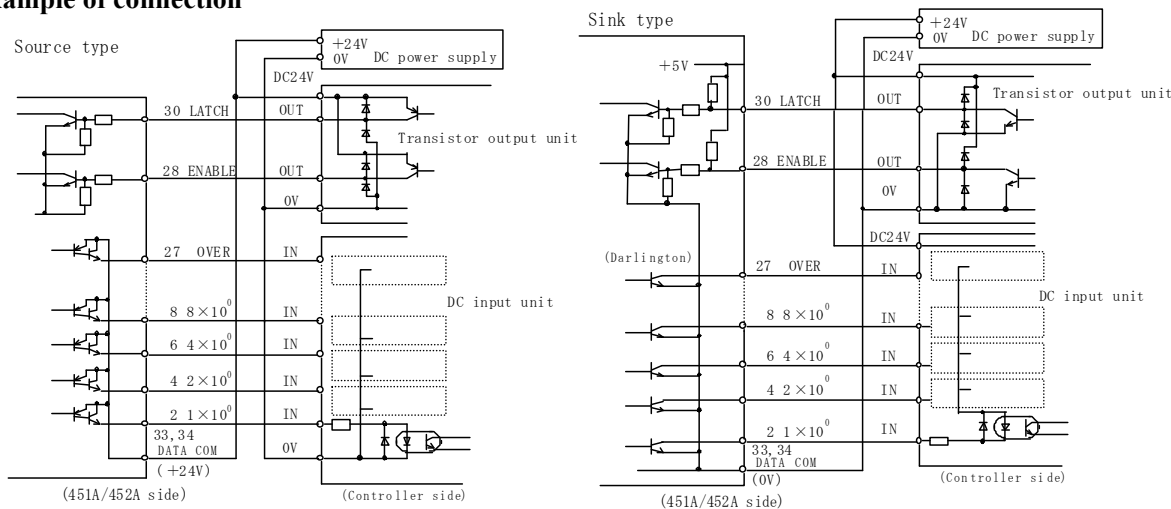 ample of connection
Source type
+24V
0V DC power supply
DC24V
30 LATCH OUT
Transistor output unit
28 ENABLE OUT
0V
27 OVER IN
8 8×10⁰ IN
DC input unit
6 4×10⁰ IN
4 2×10⁰ IN
2 1×10⁰ IN
33,34
DATA COM 0V
(+24V)
(451A/452A side)
(Controller side)
Sink type
+24V
0V DC power supply
+5V
DC24V
30 LATCH OUT
Transistor output unit
28 ENABLE OUT
0V
DC24V
(Darlington)
27 OVER IN
DC input unit
8 8×10⁰ IN
6 4×10⁰ IN
4 2×10⁰ IN
2 1×10⁰ IN
33,34
DATA COM
(0V)
(451A/452A side)
(Controller side)